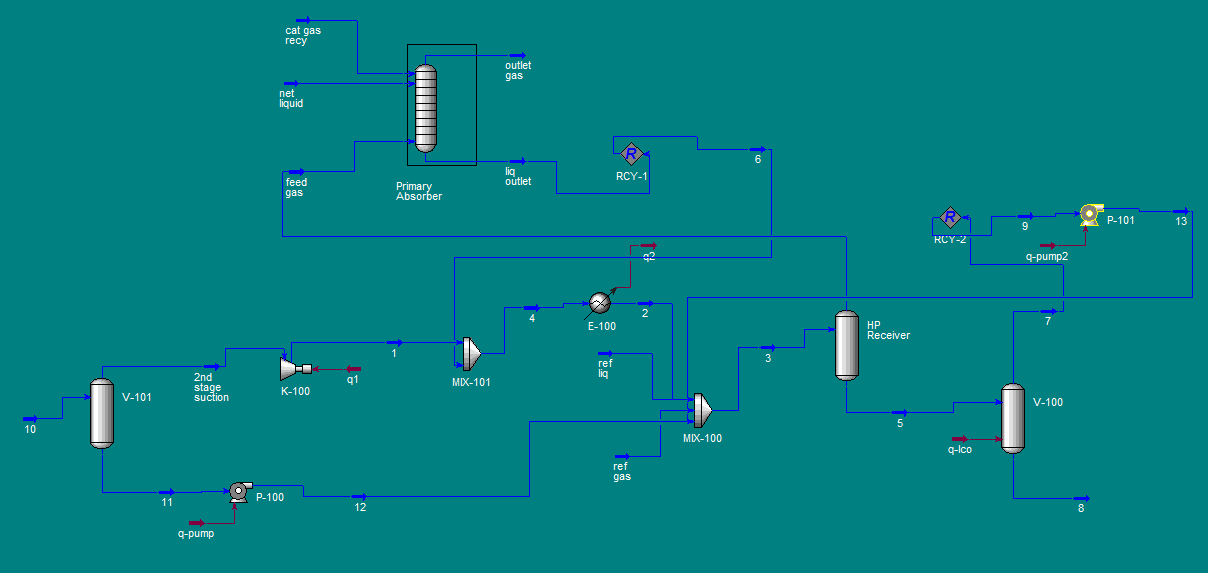 cat gas
recy
outlet
gas
net
liquid
R
6
RCY-1
liq
outlet
feed
gas
Primary
Absorber
R
RCY-2
9
P-101
13
q-pump2
q2
4
E-100
2
7
HP
Receiver
1
ref
liq
3
2nd
stage
suction
K-100
q1
MIX-101
V-101
10
MIX-100
5
V-100
q-lco
ref
gas
11
P-100
12
8
q-pump